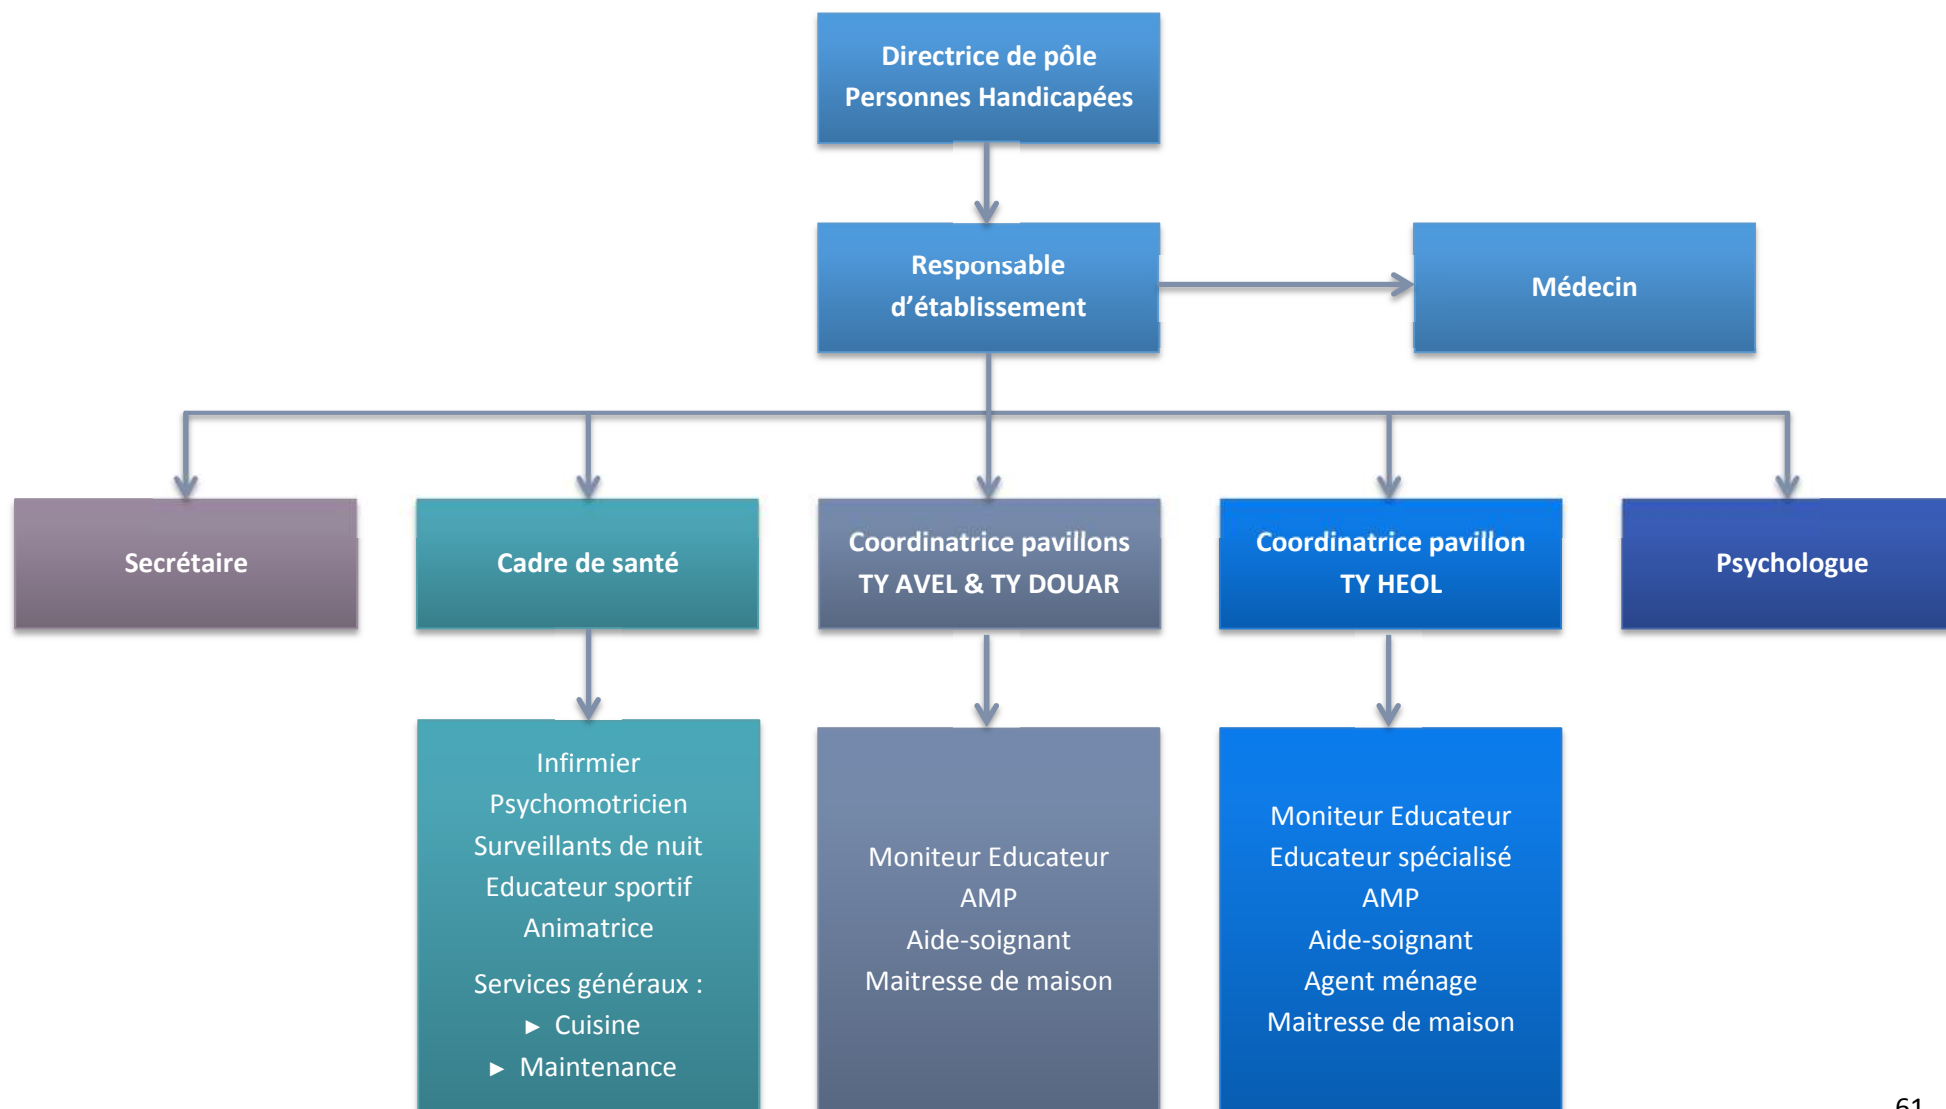 Directrice de pôle
Personnes Handicapées
Responsable
d’établissement
Médecin
Secrétaire
Cadre de santé
Coordinatrice pavillons
TY AVEL & TY DOUAR
Coordinatrice pavillon
TY HEOL
Psychologue
Infirmier
Psychomotricien
Surveillants de nuit
Educateur sportif
Animatrice
Services généraux :
► Cuisine
► Maintenance
Moniteur Educateur
AMP
Aide-soignant
Maitresse de maison
Moniteur Educateur
Educateur spécialisé
AMP
Aide-soignant
Agent ménage
Maitresse de maison
61